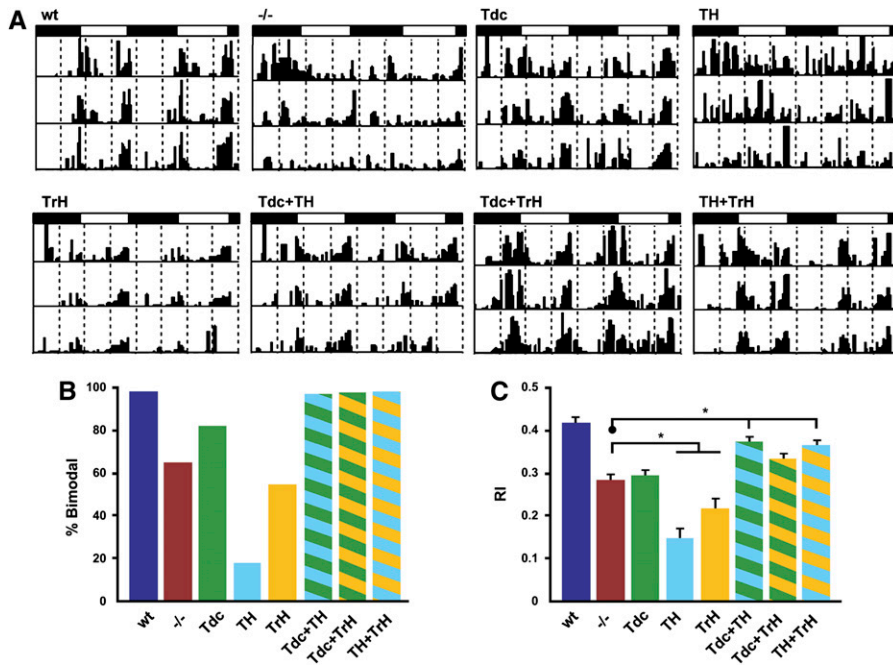 A
wt
-/-
Tdc
TH
TrH
Tdc+TH
Tdc+TrH
TH+TrH
B
% Bimodal
100
80
60
40
20
0
wt
-/-
Tdc
TH
TrH
Tdc+TH
Tdc+TrH
TH+TrH
C
RI
0.5
0.4
0.3
0.2
0.1
0
*
*
wt
-/-
Tdc
TH
TrH
Tdc+TH
Tdc+TrH
TH+TrH